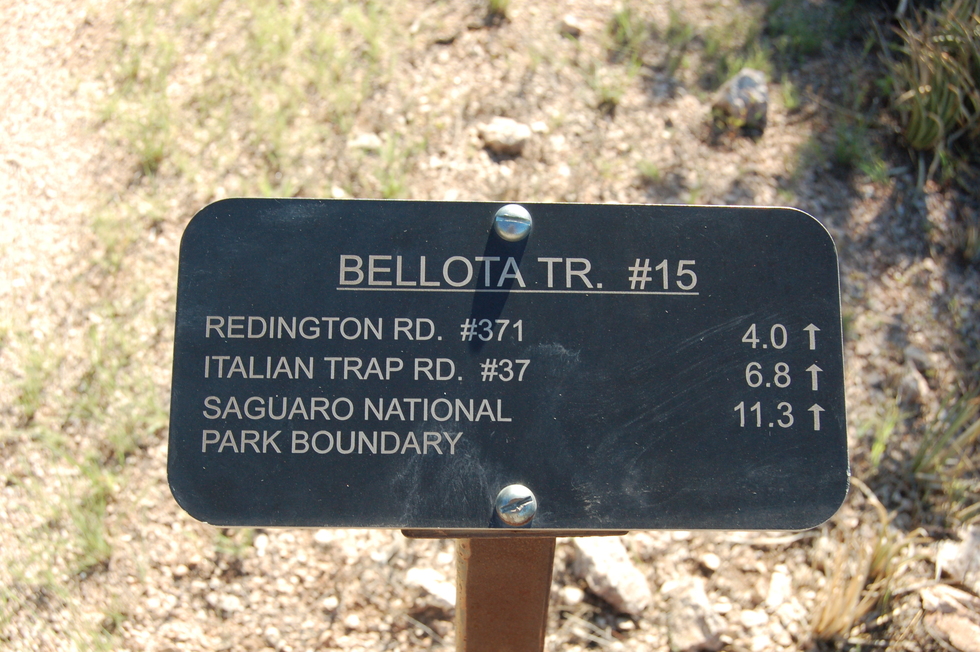 BELLOTA TR. #15
REDINGTON RD. #371 4.0 ↑
ITALIAN TRAP RD. #37 6.8 ↑
SAGUARO NATIONAL 11.3 ↑
PARK BOUNDARY